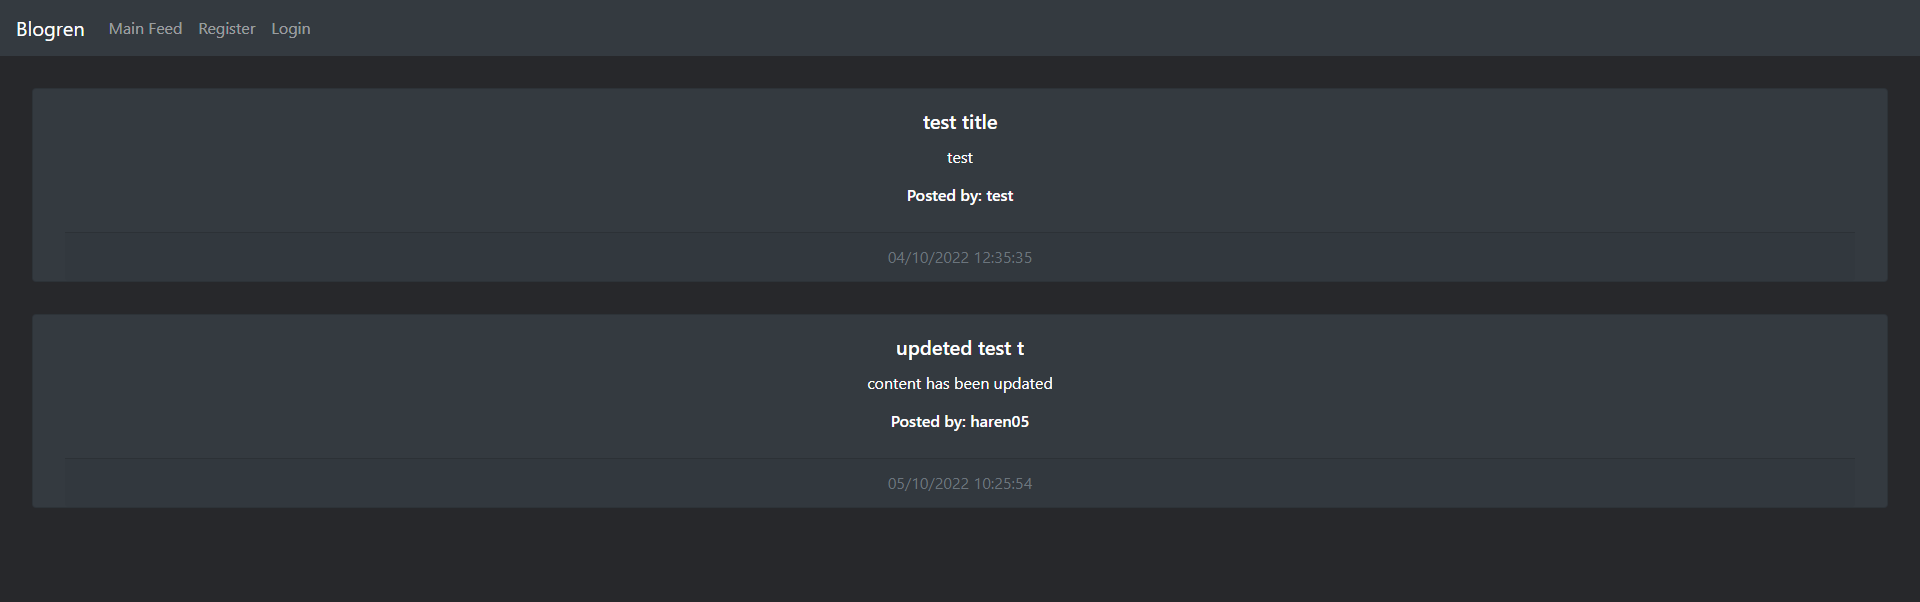 Blogren Main Feed Register Login
test title
test
Posted by: test
04/10/2022 12:35:35
updeted test t
content has been updated
Posted by: haren05
05/10/2022 10:25:54